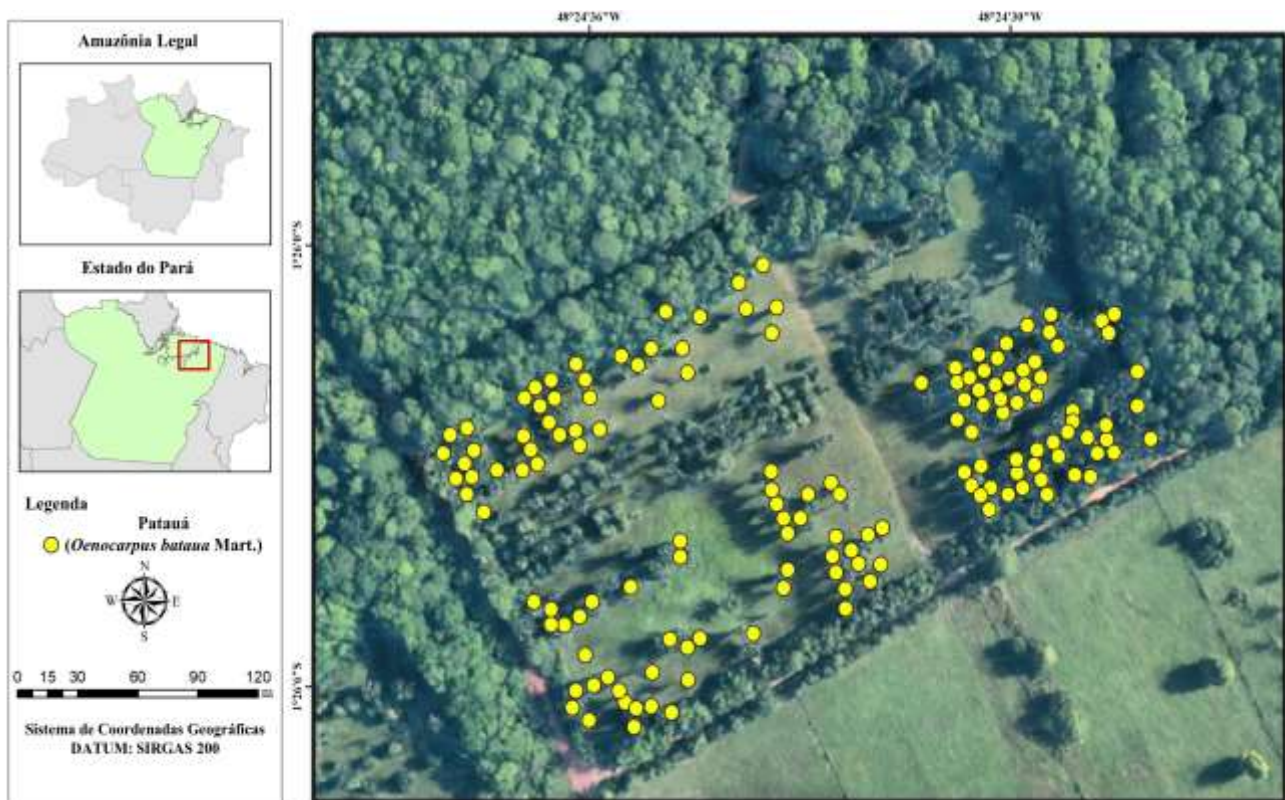 Amazônia Legal
Estado do Pará
Legenda
Patauá
(Oenocarpus bataua Mart.)
N
W E
S
0 15 30 60 90 120
m
Sistema de Coordenadas Geográficas
DATUM: SIRGAS 200
48°24'36"W 48°24'30"W
1°26'0"S
1°26'0"S